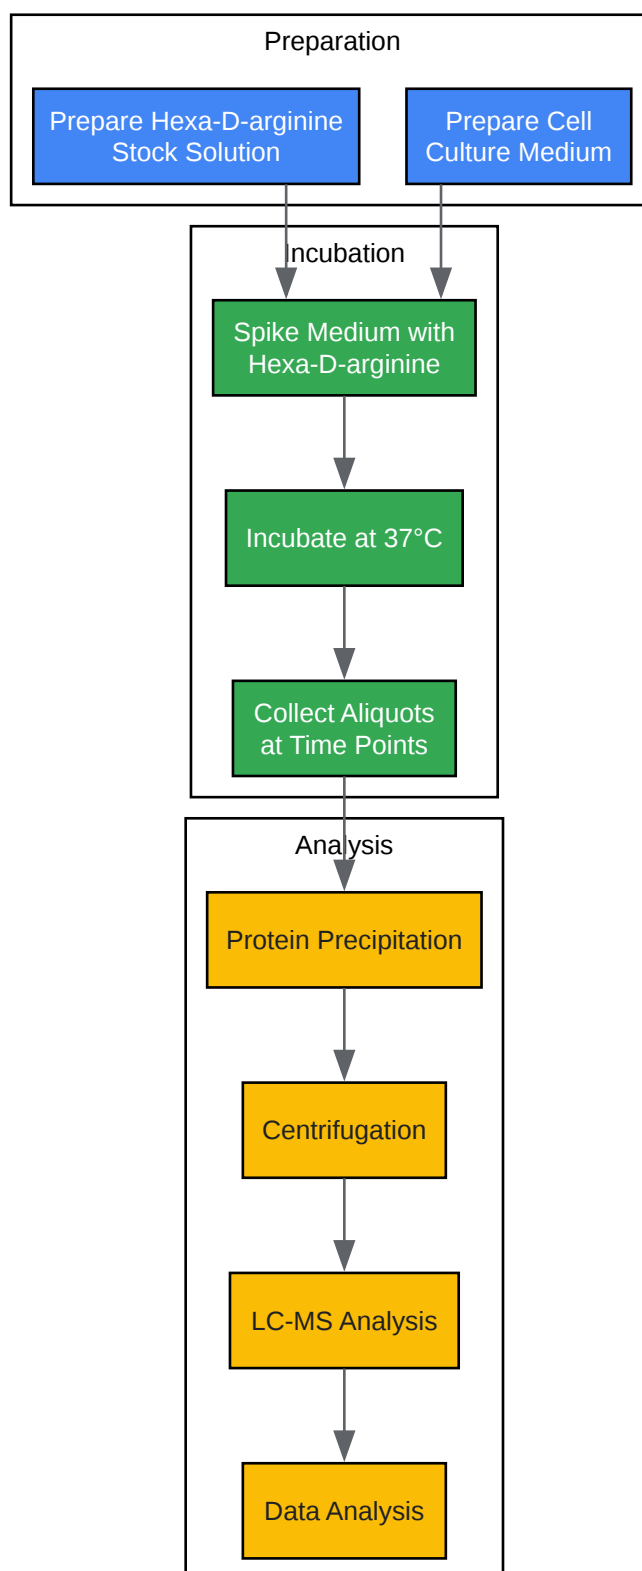 Preparation
Prepare Hexa-D-arginine
Stock Solution
Prepare Cell
Culture Medium
Incubation
Spike Medium with
Hexa-D-arginine
Incubate at 37°C
Collect Aliquots
at Time Points
Analysis
Protein Precipitation
Centrifugation
LC-MS Analysis
Data Analysis